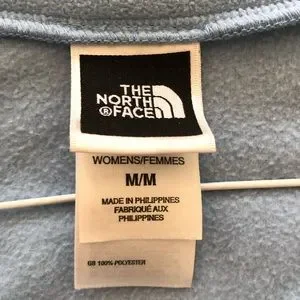 THE
NORTH
® FACE
WOMENS/FEMMES
M/M
MADE IN PHILIPPINES
FABRIQUÉ AUX
PHILIPPINES
GB 100% POLYESTER